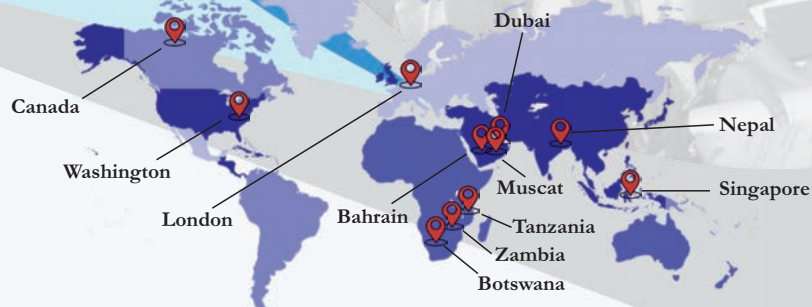 Dubai
Canada
Nepal
Washington
Singapore
London
Bahrain
Muscat
Tanzania
Zambia
Botswana